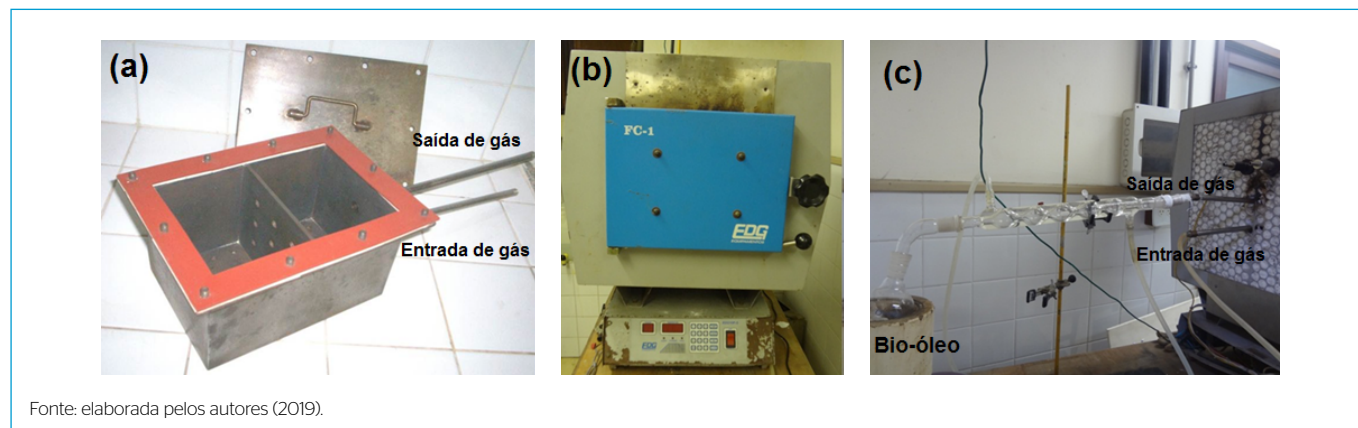 (a)
Saída de gás
Entrada de gás
(b)
FC-1
EDG
EDG
(c)
Saída de gás
Entrada de gás
Bio-óleo
Fonte: elaborada pelos autores (2019).